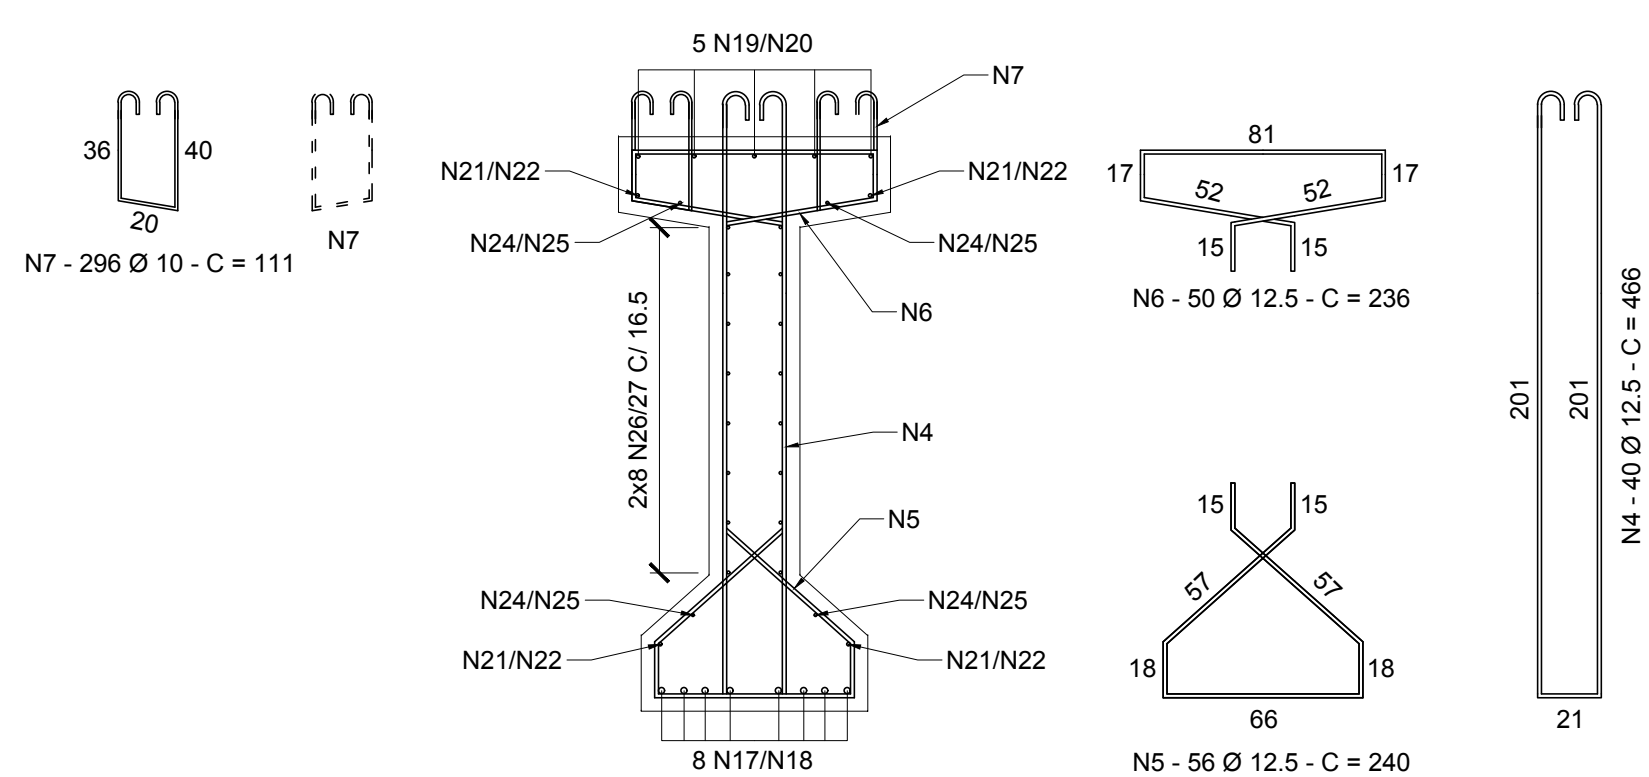 5 N19/N20
N7
36
40
20
N7 - 296 Ø 10 - C = 111
N7
N21/N22
N21/N22
N24/N25
N24/N25
N6
2x8 N26/27 C/ 16.5
N4
N5
N24/N25
N24/N25
N21/N22
N21/N22
8 N17/N18
81
17
17
52
52
15
15
N6 - 50 Ø 12.5 - C = 236
15
15
57
57
18
18
66
N5 - 56 Ø 12.5 - C = 240
201
201
21
N4 - 40 Ø 12.5 - C = 466